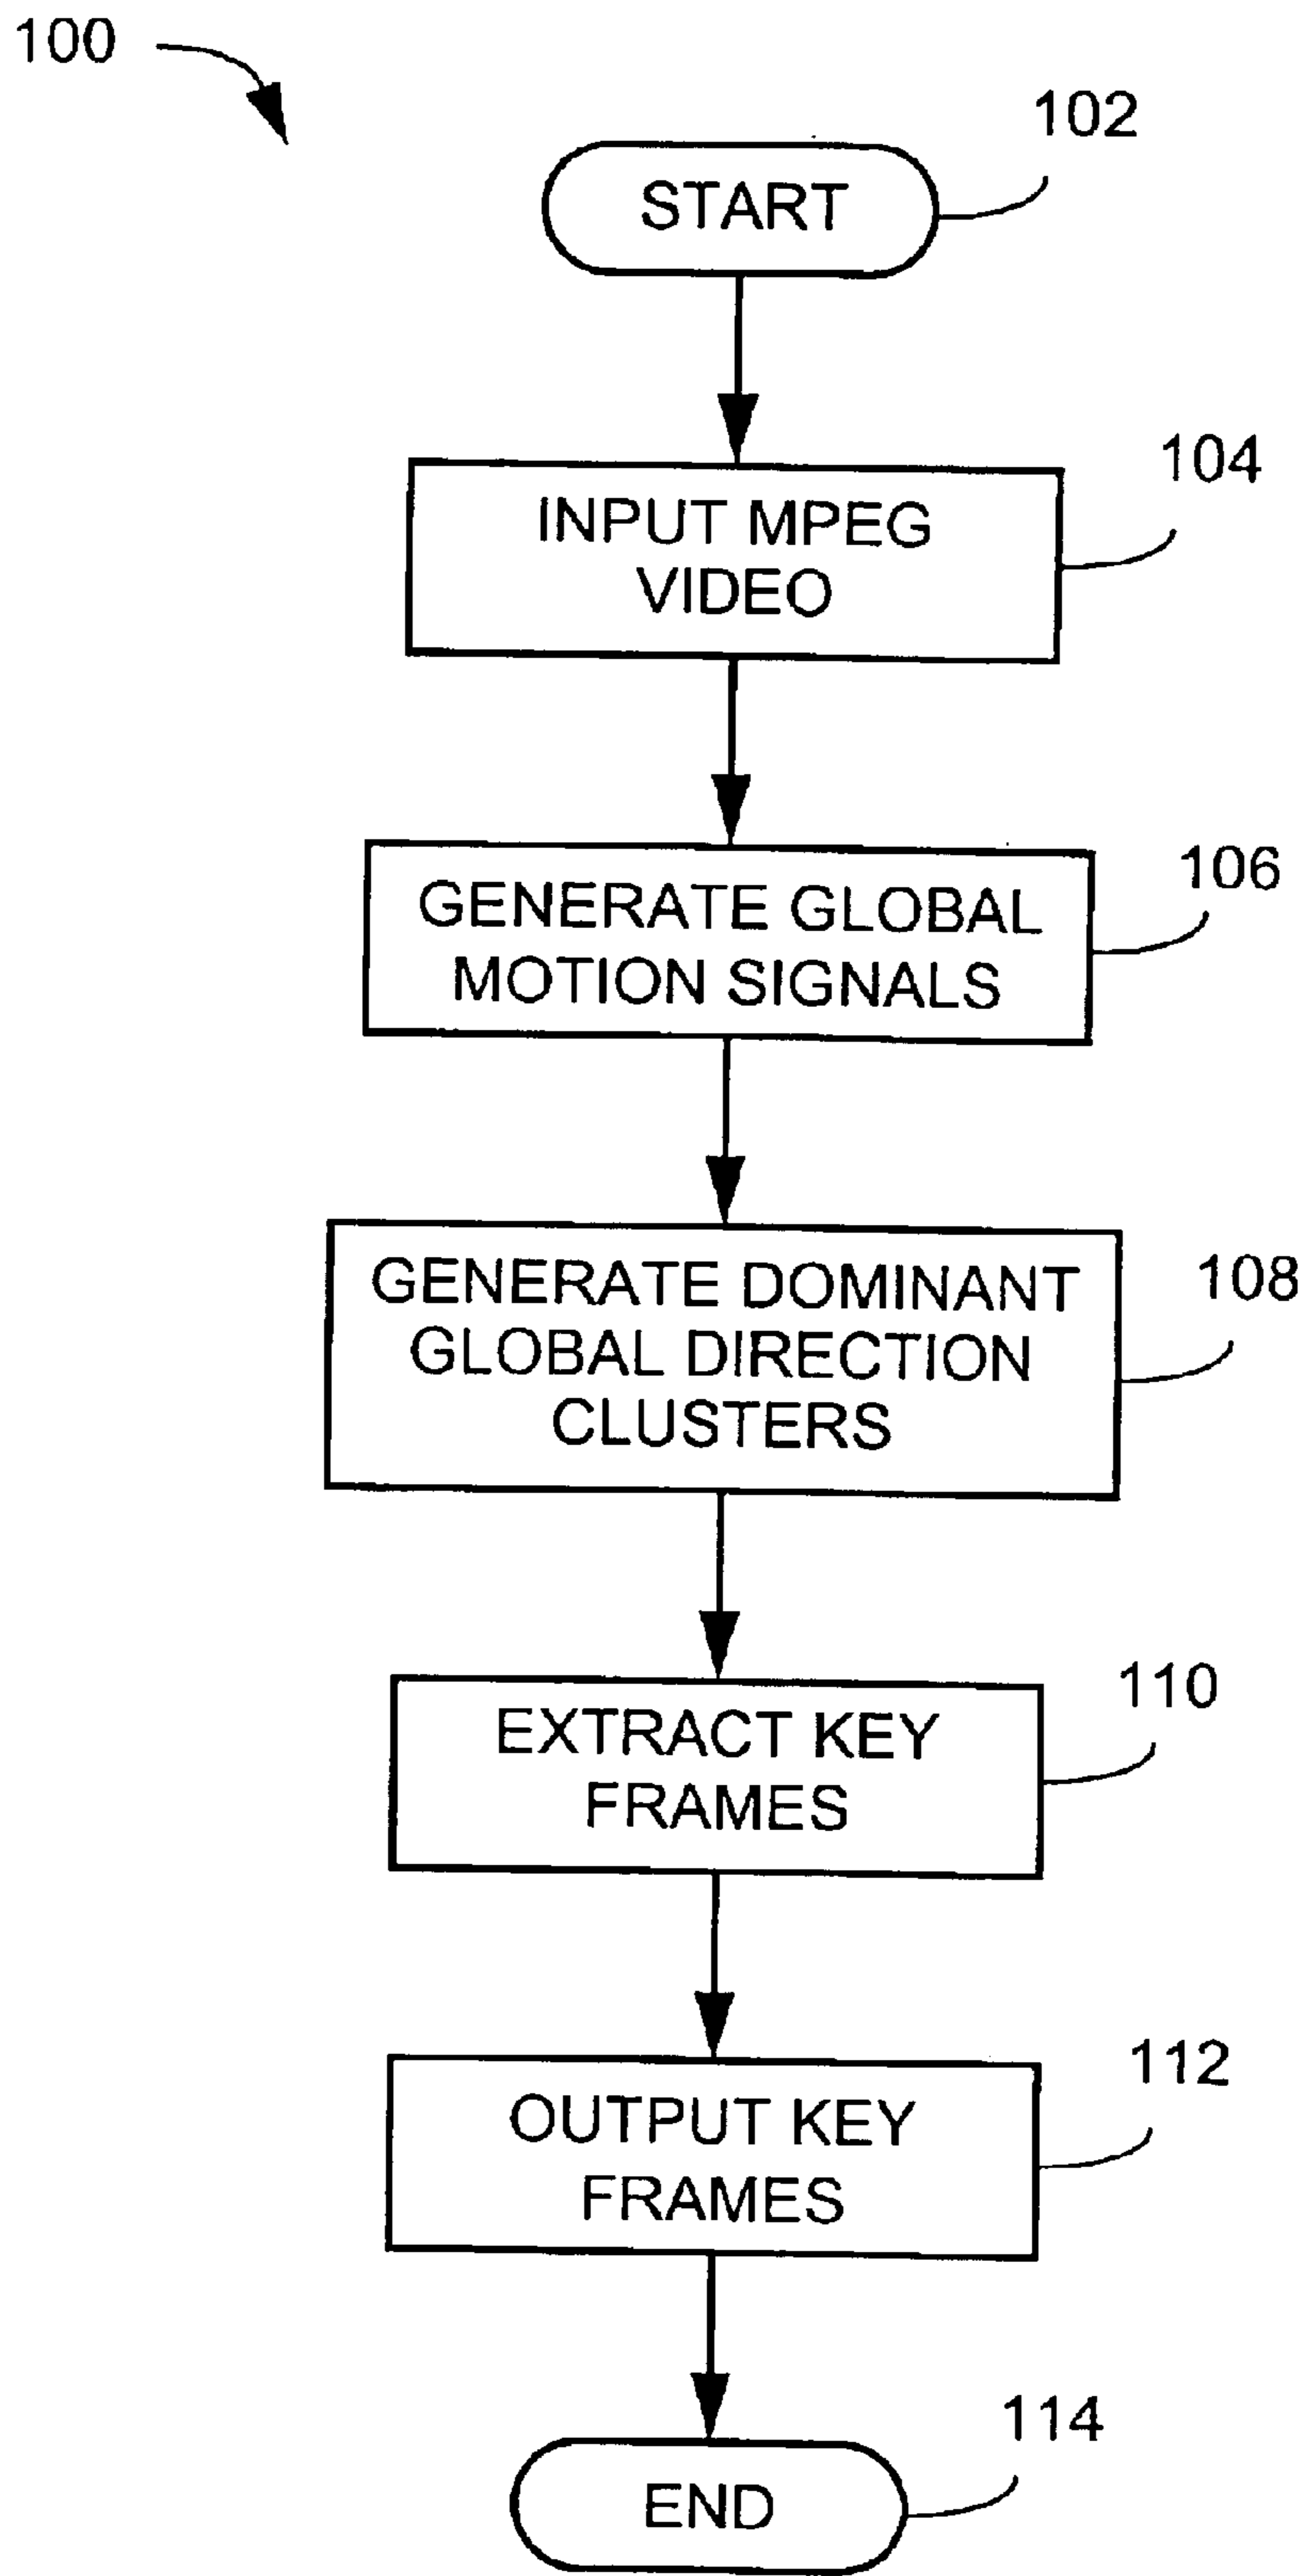 100
102
START
104
INPUT MPEG
VIDEO
106
GENERATE GLOBAL
MOTION SIGNALS
108
GENERATE DOMINANT
GLOBAL DIRECTION
CLUSTERS
110
EXTRACT KEY
FRAMES
112
OUTPUT KEY
FRAMES
114
END